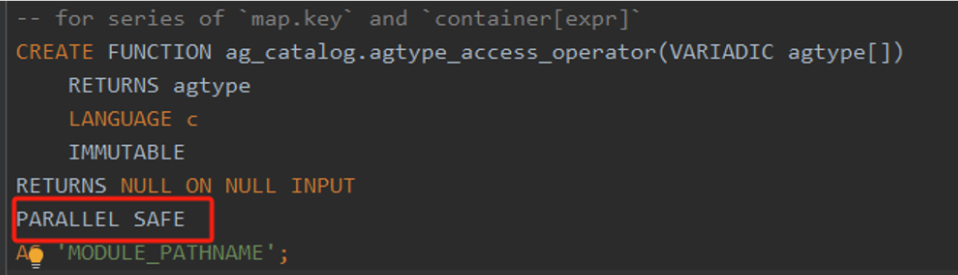 -- for series of `map.key` and `container[expr]`
CREATE FUNCTION ag_catalog.agtype_access_operator(VARIADIC agtype[])
RETURNS agtype
LANGUAGE c
IMMUTABLE
RETURNS NULL ON NULL INPUT
PARALLEL SAFE
'MODULE_PATHNAME';